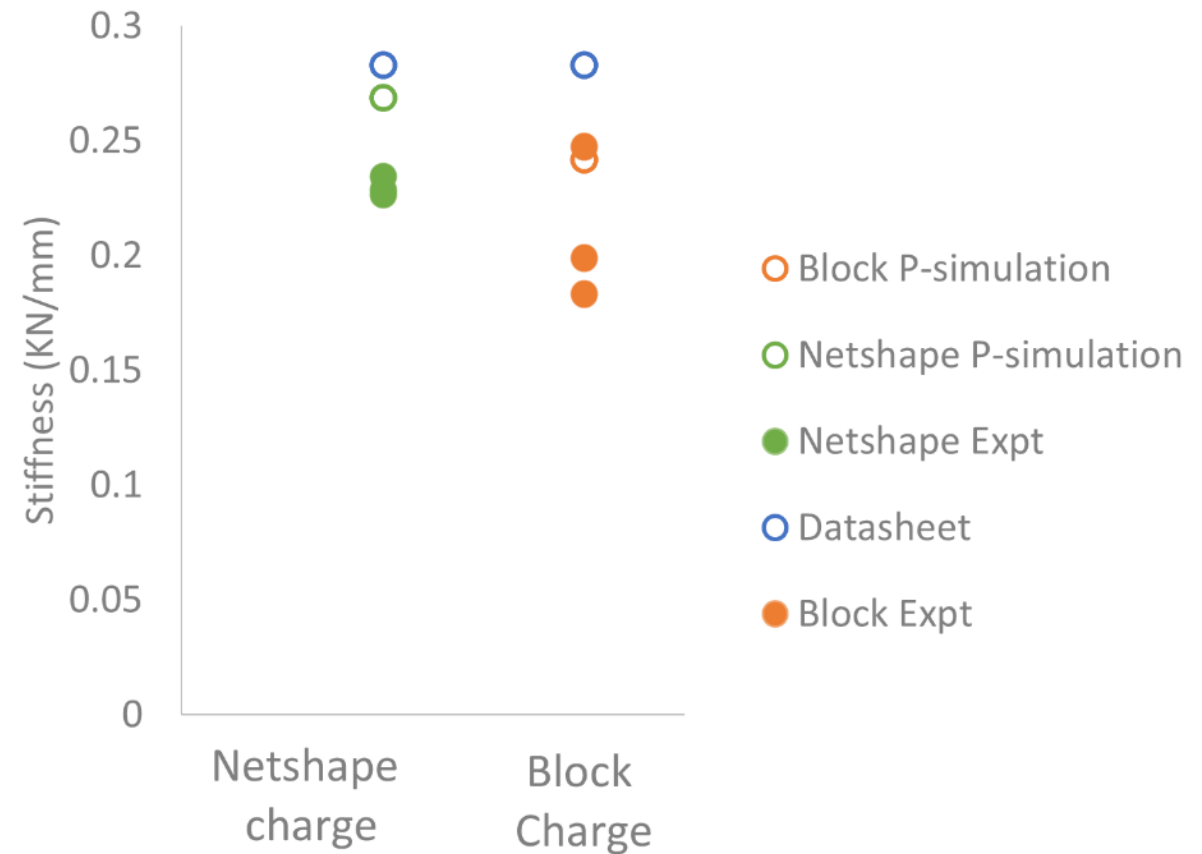 0.3
0.25
0.2
0.15
0.1
0.05
0
Stiffness (KN/mm)
Netshape
charge
Block
Charge
Block P-simulation
Netshape P-simulation
Netshape Expt
Datasheet
Block Expt